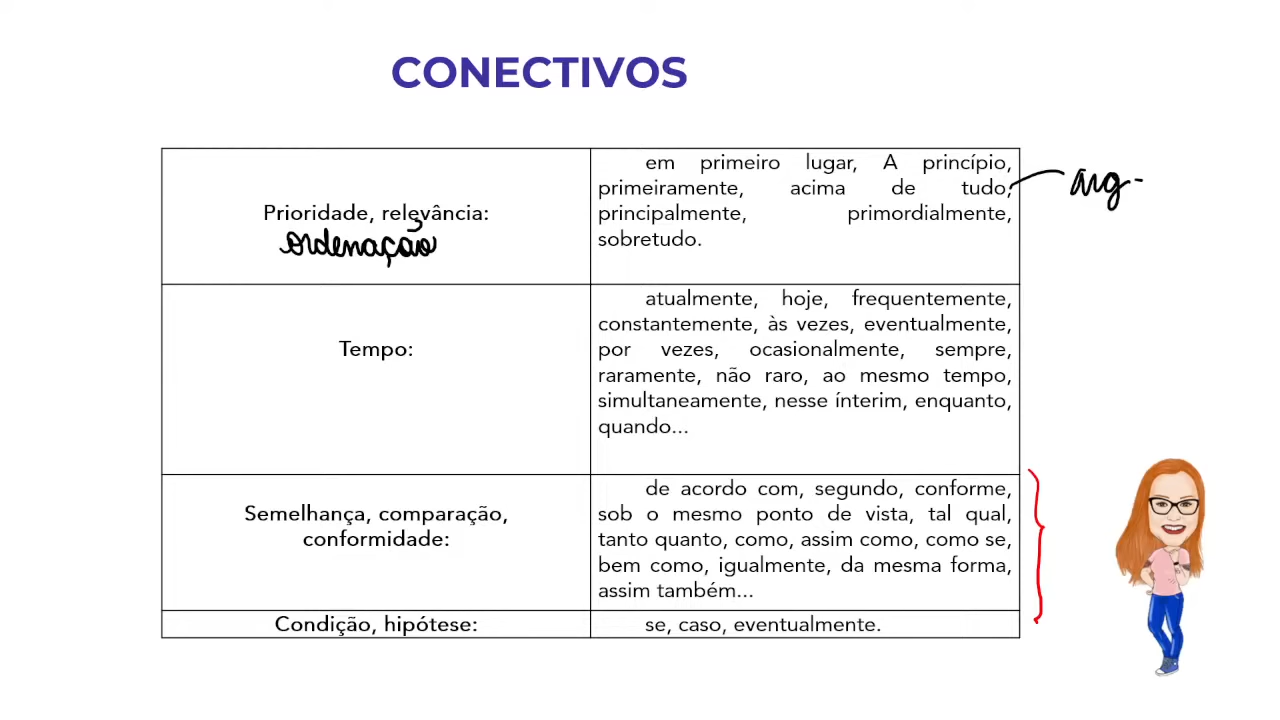 CONECTIVOS
Prioridade, relevância:
ordenação
em primeiro lugar, A princípio,
primeiramente, acima de tudo,
principalmente, primordialmente,
sobretudo.
arg.
Tempo:
atualmente, hoje, frequentemente,
constantemente, às vezes, eventualmente,
por vezes, ocasionalmente, sempre,
raramente, não raro, ao mesmo tempo,
simultaneamente, nesse ínterim, enquanto,
quando...
Semelhança, comparação,
conformidade:
de acordo com, segundo, conforme,
sob o mesmo ponto de vista, tal qual,
tanto quanto, como, assim como, como se,
bem como, igualmente, da mesma forma,
assim também...
Condição, hipótese:
se, caso, eventualmente.